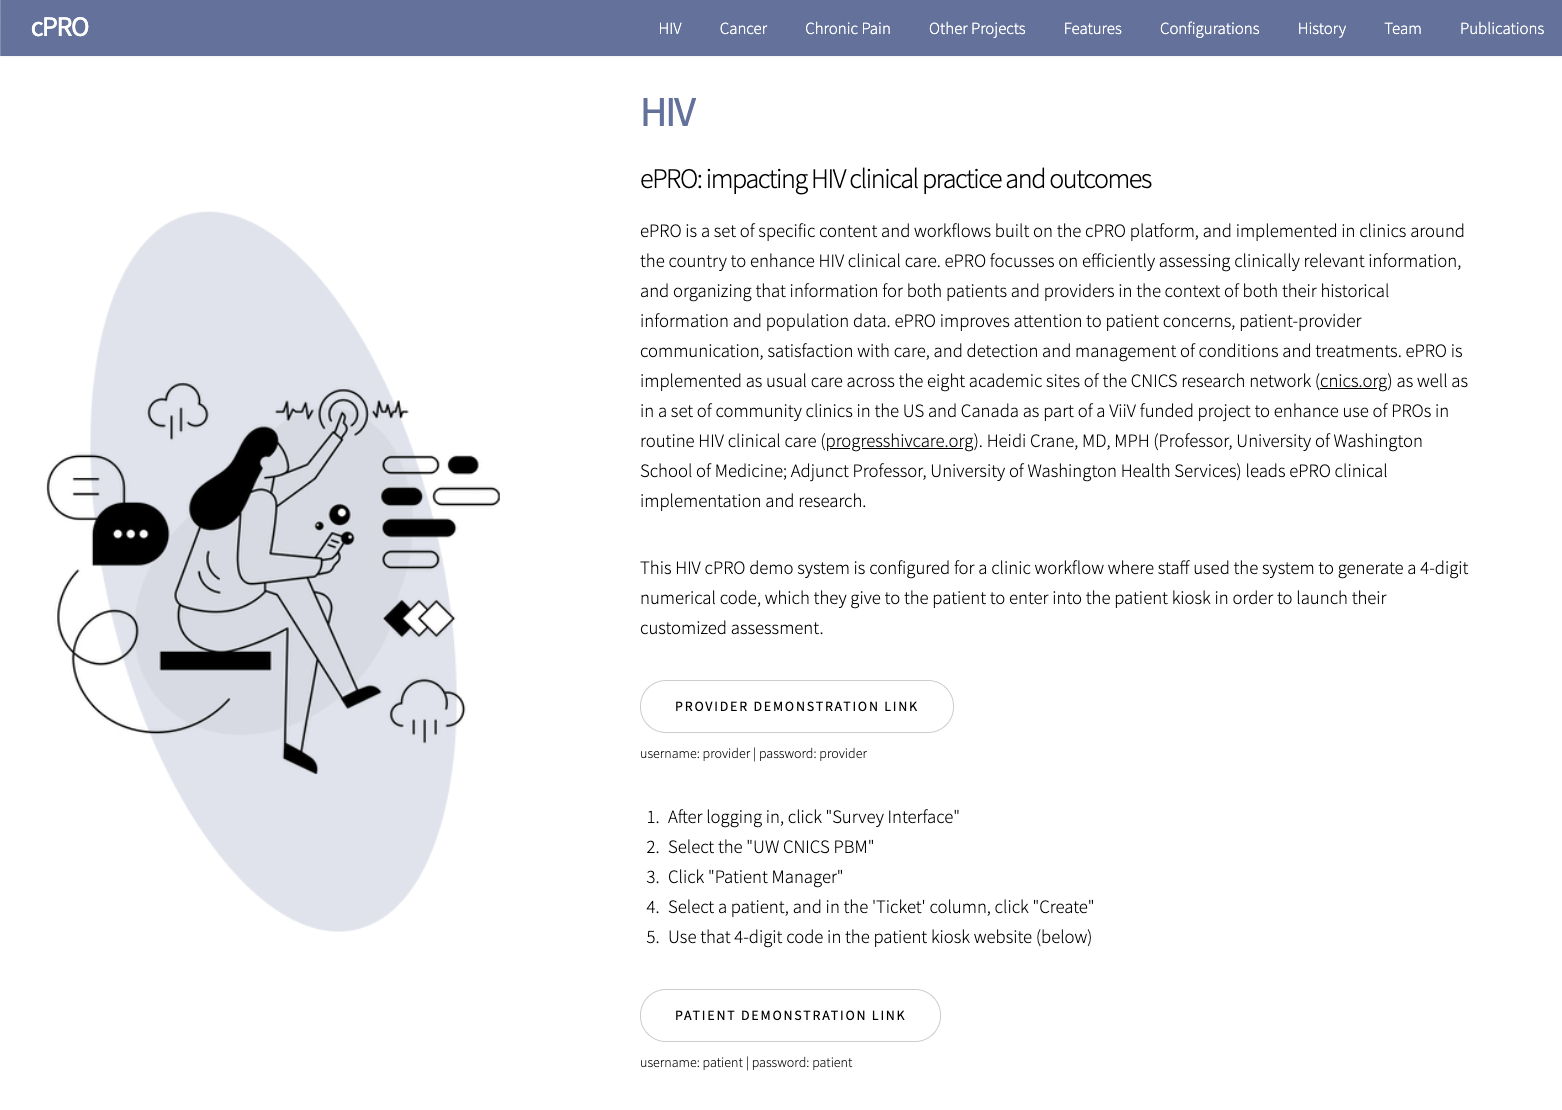 cPRO
HIV Cancer Chronic Pain Other Projects Features Configurations History Team Publications
HIV
ePRO: impacting HIV clinical practice and outcomes
ePRO is a set of specific content and workflows built on the cPRO platform, and implemented in clinics around
the country to enhance HIV clinical care. ePRO focusses on efficiently assessing clinically relevant information,
and organizing that information for both patients and providers in the context of both their historical
information and population data. ePRO improves attention to patient concerns, patient-provider
communication, satisfaction with care, and detection and management of conditions and treatments. ePRO is
implemented as usual care across the eight academic sites of the CNICS research network (cnics.org) as well as
in a set of community clinics in the US and Canada as part of a ViiV funded project to enhance use of PROs in
routine HIV clinical care (progresshivcare.org). Heidi Crane, MD, MPH (Professor, University of Washington
School of Medicine; Adjunct Professor, University of Washington Health Services) leads ePRO clinical
implementation and research.
This HIV cPRO demo system is configured for a clinic workflow where staff used the system to generate a 4-digit
numerical code, which they give to the patient to enter into the patient kiosk in order to launch their
customized assessment.
PROVIDER DEMONSTRATION LINK
username: provider | password: provider
1. After logging in, click "Survey Interface"
2. Select the "UW CNICS PBM"
3. Click "Patient Manager"
4. Select a patient, and in the 'Ticket' column, click "Create"
5. Use that 4-digit code in the patient kiosk website (below)
PATIENT DEMONSTRATION LINK
username: patient | password: patient